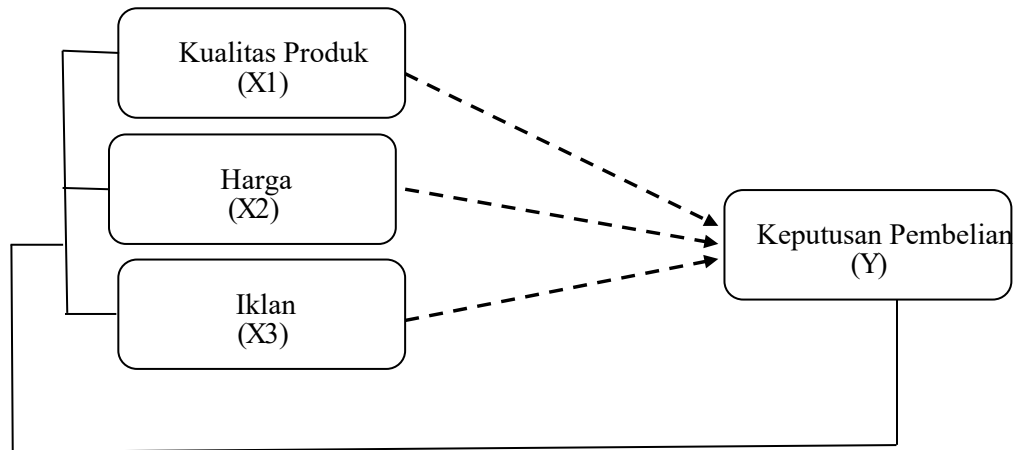 Kualitas Produk
(X1)
Harga
(X2)
Iklan
(X3)
Keputusan Pembelian
(Y)